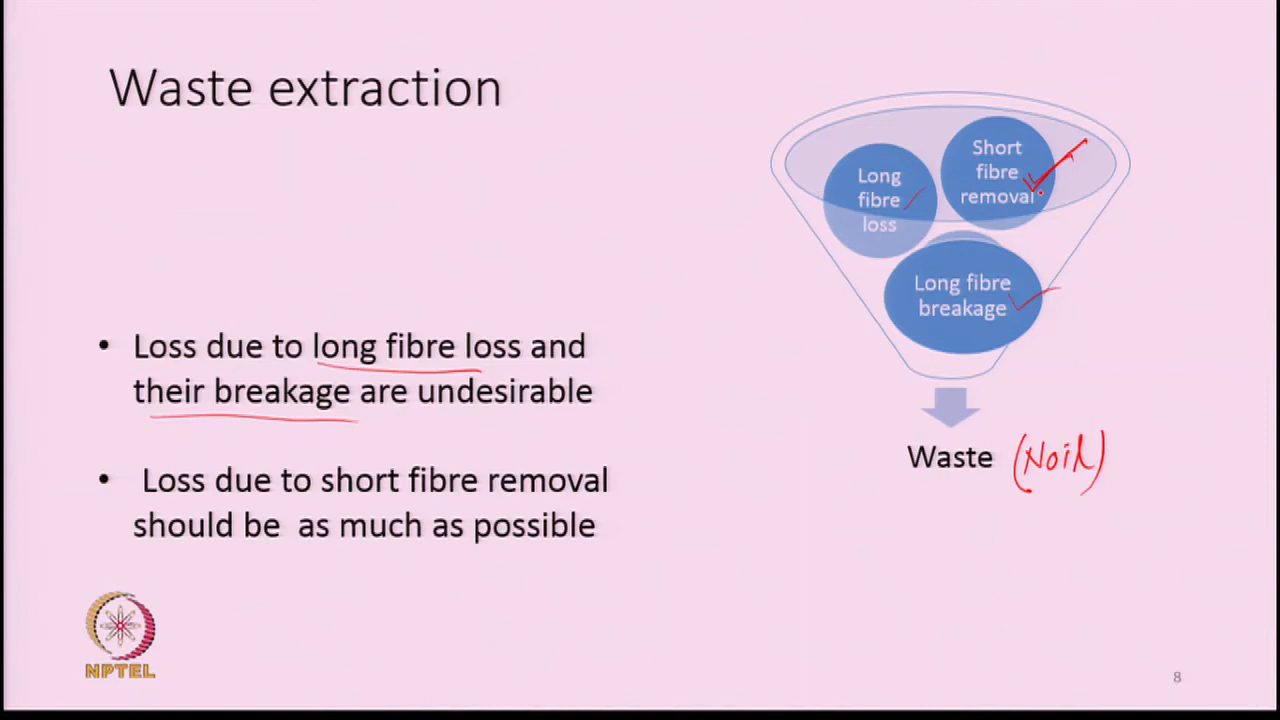 Waste extraction
Long
fibre
loss
Short
fibre
removal
Long fibre
breakage
• Loss due to long fibre loss and
their breakage are undesirable
• Loss due to short fibre removal
should be as much as possible
Waste (Noil)
NPTEL
8